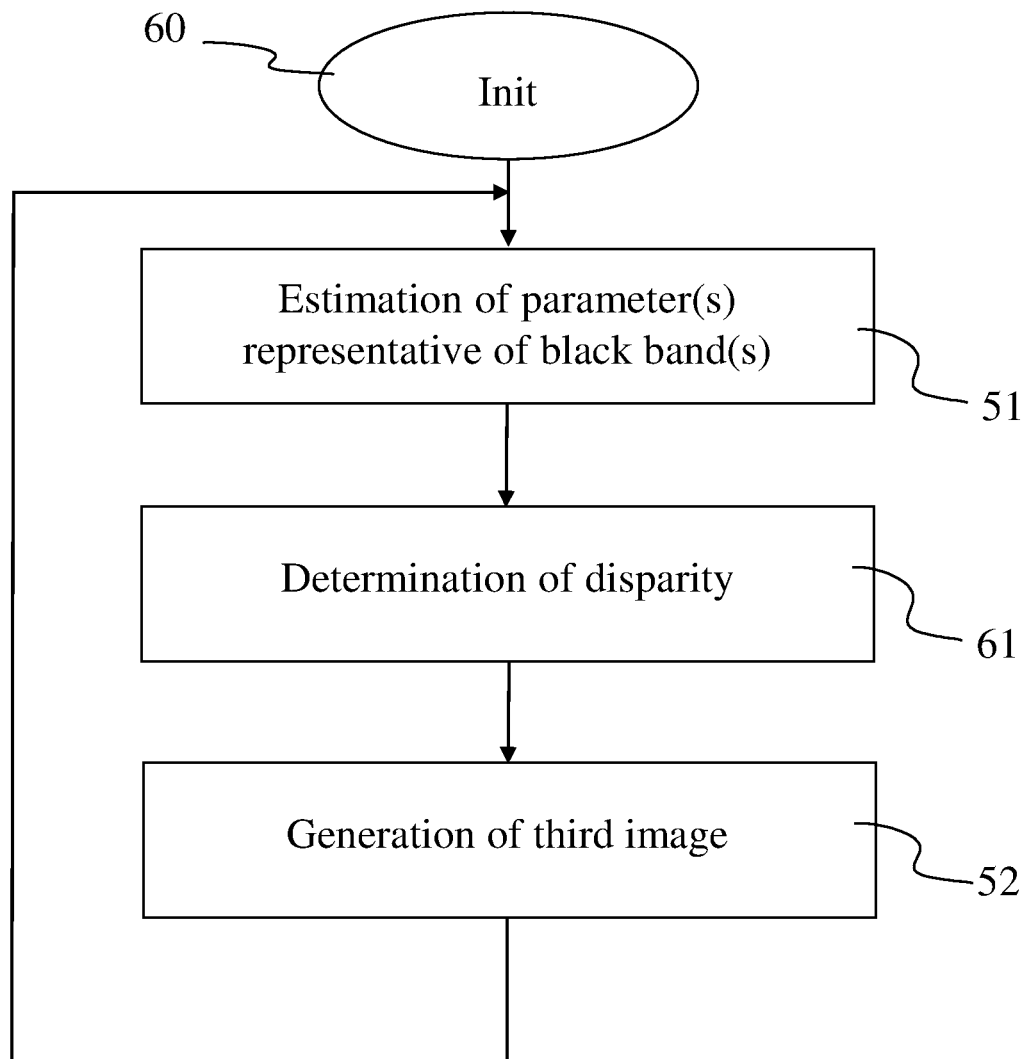 60
Init
Estimation of parameter(s)
representative of black band(s)
51
Determination of disparity
61
Generation of third image
52